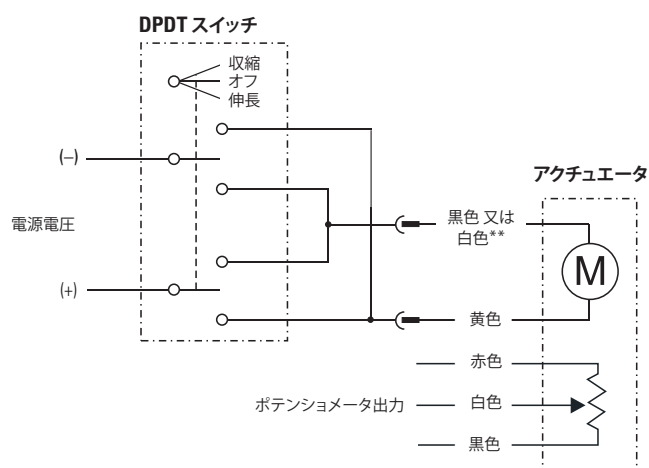 DPDT スイッチ
収縮
オフ
伸長
(–)
電源電圧
(+)
アクチュエータ
黒色 又は
白色**
M
黄色
赤色
ポテンショメータ出力
白色
黒色